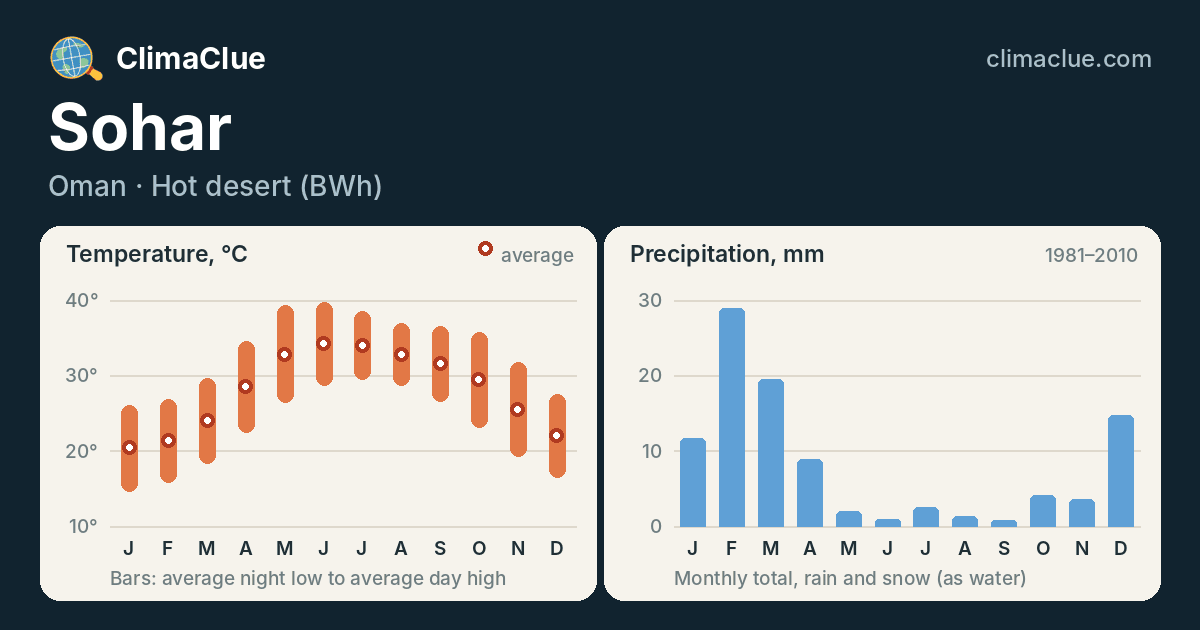 ClimaClue
climaclue.com
Sohar
Oman · Hot desert (BWh)
Temperature, °C
average
40°
30°
20°
10°
J F M A M J J A S O N D
Bars: average night low to average day high
Precipitation, mm
1981–2010
30
20
10
0
J F M A M J J A S O N D
Monthly total, rain and snow (as water)